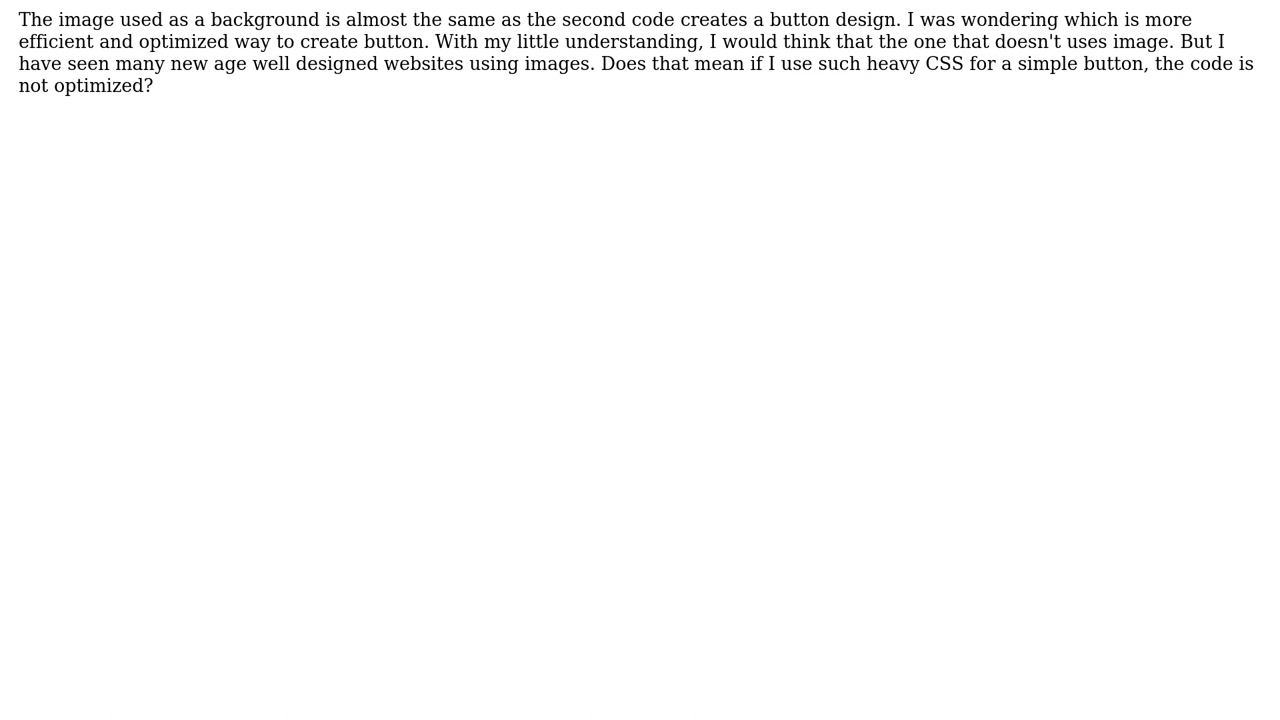 The image used as a background is almost the same as the second code creates a button design. I was wondering which is more
efficient and optimized way to create button. With my little understanding, I would think that the one that doesn't uses image. But I
have seen many new age well designed websites using images. Does that mean if I use such heavy CSS for a simple button, the code is
not optimized?